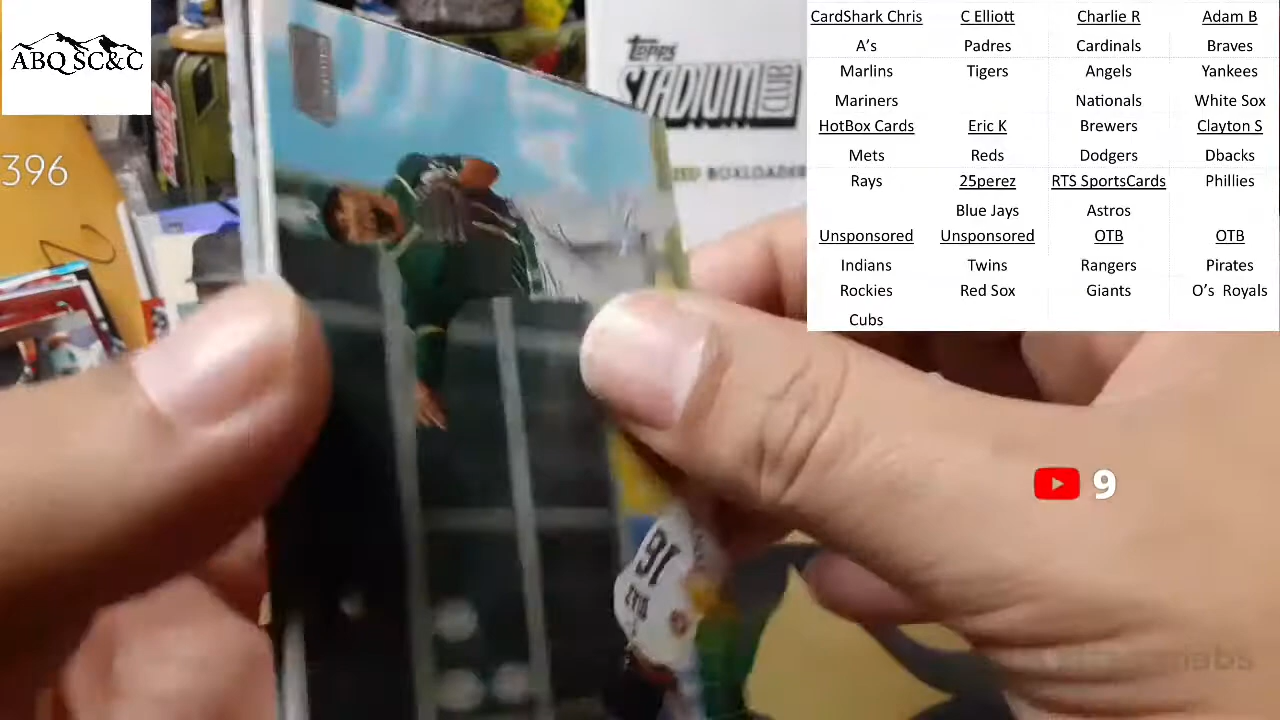 ABQ SC&C
396
TOPPS
STADIUM CLUB
BOXLOADER
16
CardShark Chris C Elliott Charlie R Adam B
A's Padres Cardinals Braves
Marlins Tigers Angels Yankees
Mariners Nationals White Sox
HotBox Cards Eric K Brewers Clayton S
Mets Reds Dodgers Dbacks
Rays 25perez RTS SportsCards Phillies
Blue Jays Astros
Unsponsored Unsponsored OTB OTB
Indians Twins Rangers Pirates
Rockies Red Sox Giants O's Royals
Cubs
9